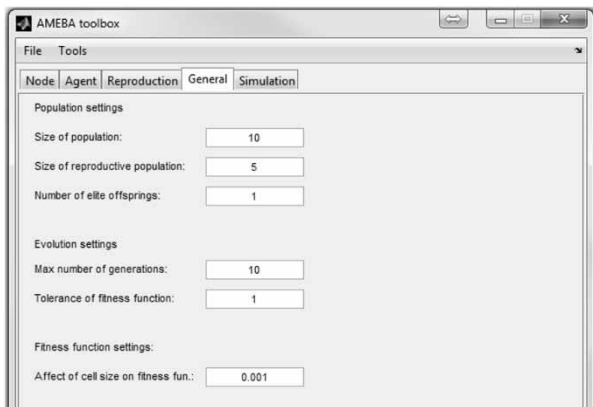 AMEBA toolbox
File Tools
Node Agent Reproduction General Simulation
Population settings
Size of population: 10
Size of reproductive population: 5
Number of elite offsprings: 1
Evolution settings
Max number of generations: 10
Tolerance of fitness function: 1
Fitness function settings:
Affect of cell size on fitness fun.: 0.001